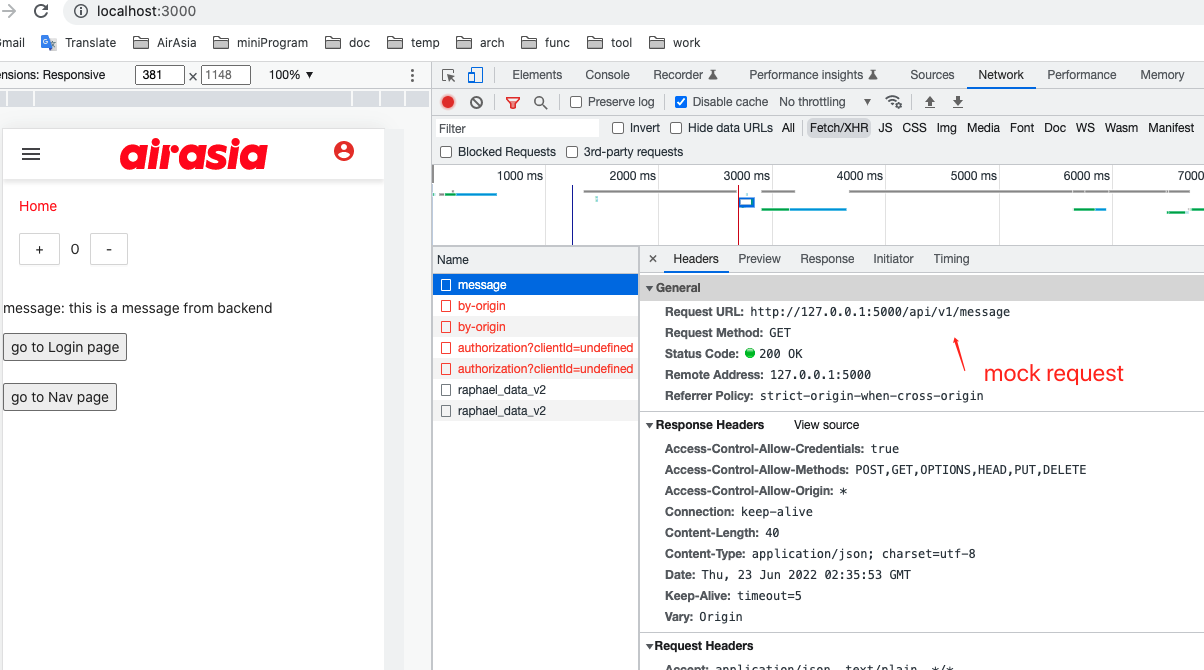 localhost:3000
Gmail Translate AirAsia miniProgram doc temp arch func tool work
ensions: Responsive 381 × 1148 100% ▼
Elements Console Recorder Performance insights Sources Network Performance Memory
Preserve log Disable cache No throttling ▼
Filter Invert Hide data URLs All Fetch/XHR JS CSS Img Media Font Doc WS Wasm Manifest
Blocked Requests 3rd-party requests
1000 ms 2000 ms 3000 ms 4000 ms 5000 ms 6000 ms 7000
airasia
Home
+ 0 -
message: this is a message from backend
go to Login page
go to Nav page
Name
message
by-origin
by-origin
authorization?clientId=undefined
authorization?clientId=undefined
raphael_data_v2
raphael_data_v2
× Headers Preview Response Initiator Timing
General
Request URL: http://127.0.0.1:5000/api/v1/message
Request Method: GET
Status Code: 200 OK
Remote Address: 127.0.0.1:5000
Referrer Policy: strict-origin-when-cross-origin
mock request
Response Headers View source
Access-Control-Allow-Credentials: true
Access-Control-Allow-Methods: POST,GET,OPTIONS,HEAD,PUT,DELETE
Access-Control-Allow-Origin: *
Connection: keep-alive
Content-Length: 40
Content-Type: application/json; charset=utf-8
Date: Thu, 23 Jun 2022 02:35:53 GMT
Keep-Alive: timeout=5
Vary: Origin
Request Headers
Accept: application/json, text/plain, */*